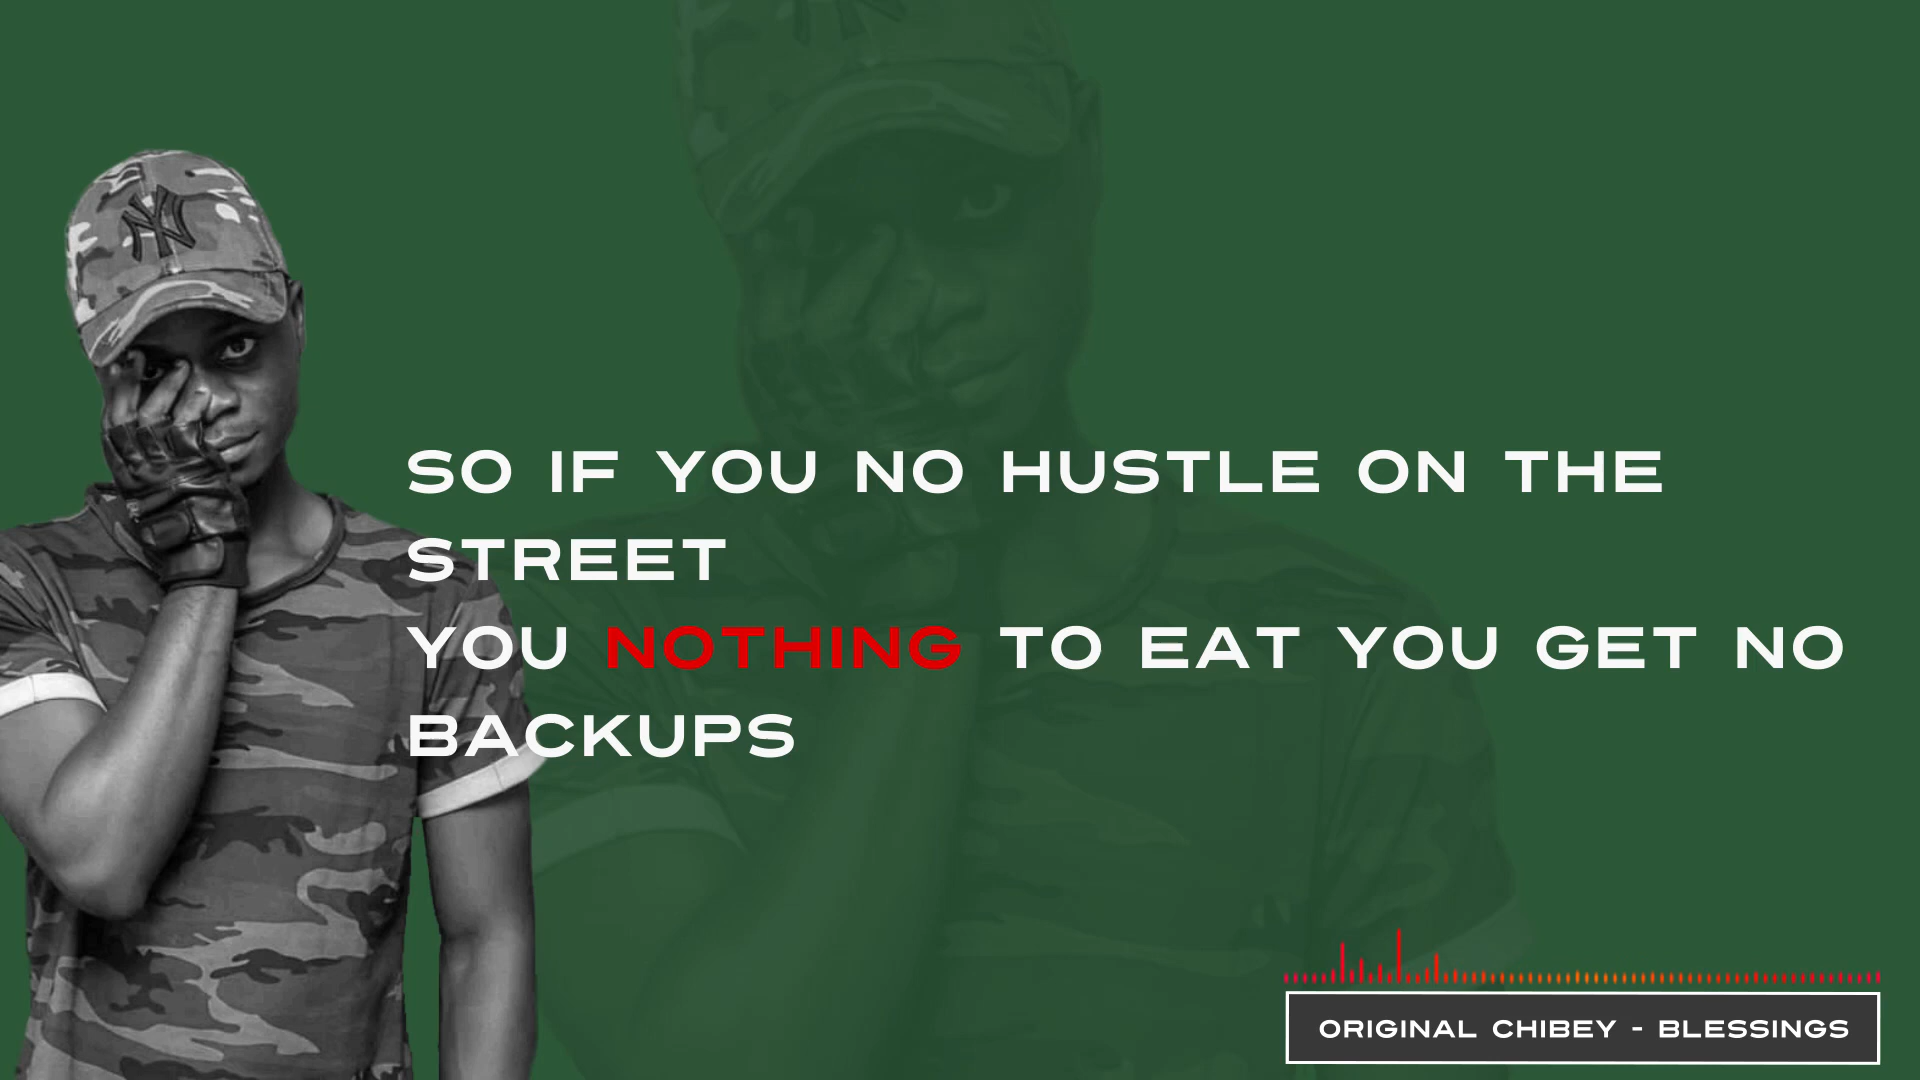 NY
SO IF YOU NO HUSTLE ON THE
STREET
YOU NOTHING TO EAT YOU GET NO
BACKUPS
ORIGINAL CHIBEY - BLESSINGS